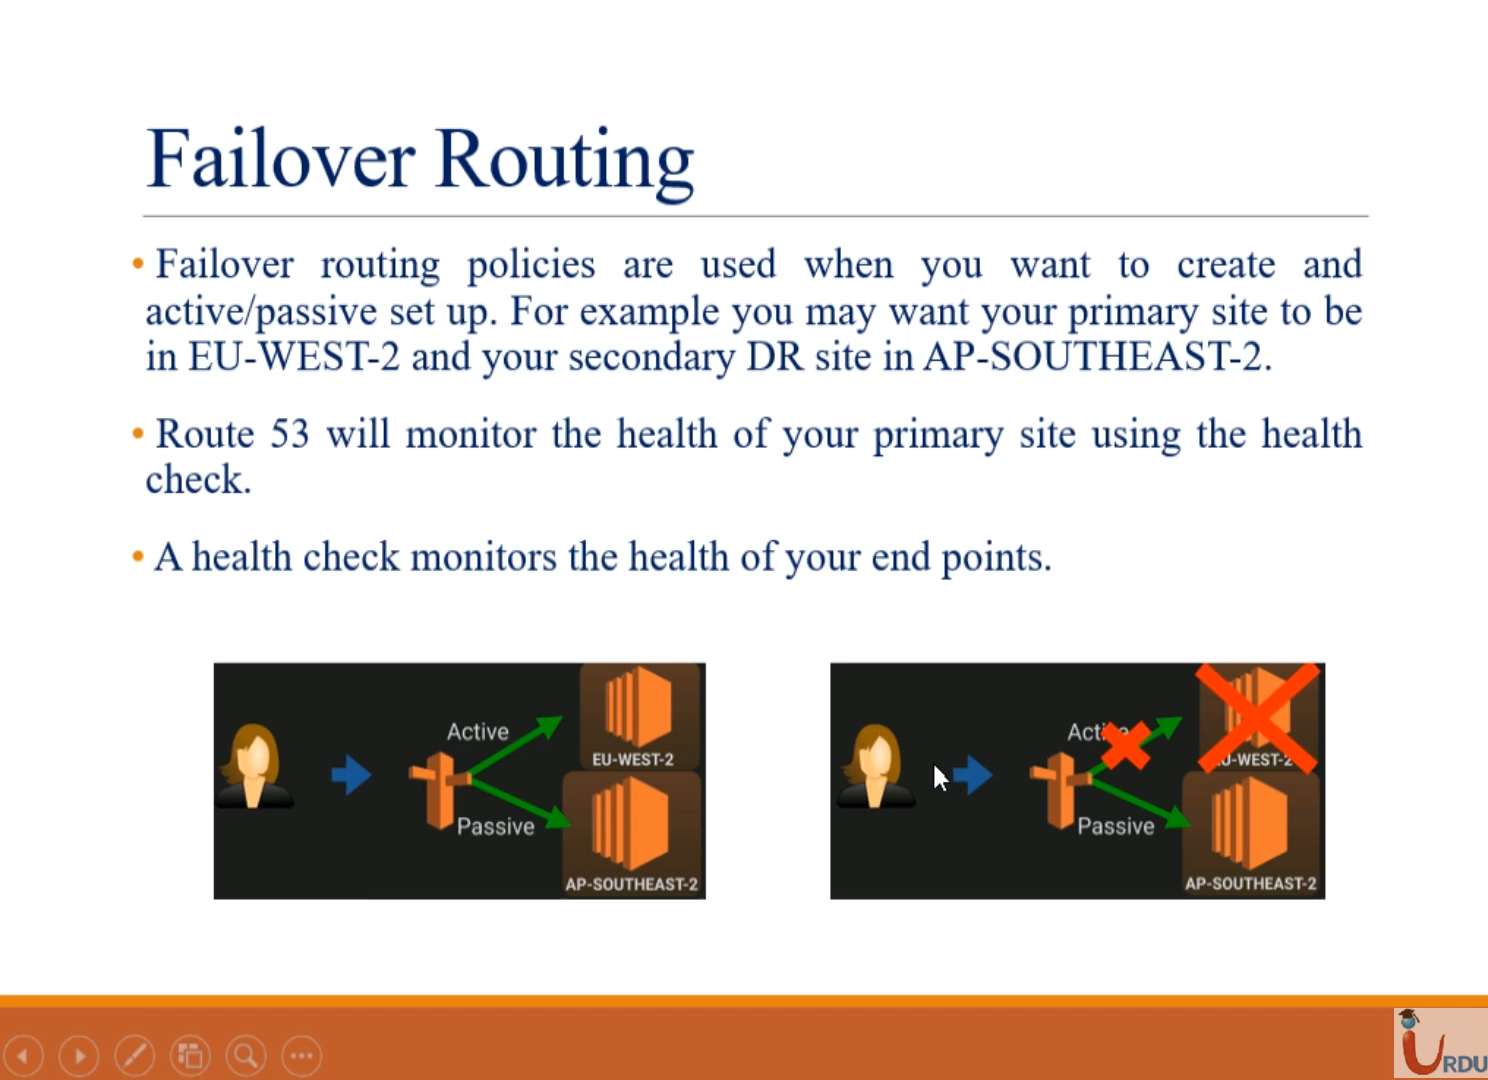 Failover Routing
• Failover routing policies are used when you want to create and
active/passive set up. For example you may want your primary site to be
in EU-WEST-2 and your secondary DR site in AP-SOUTHEAST-2.
• Route 53 will monitor the health of your primary site using the health
check.
• A health check monitors the health of your end points.
Active
EU-WEST-2
Passive
AP-SOUTHEAST-2
U-WEST-2
Passive
AP-SOUTHEAST-2
URDU